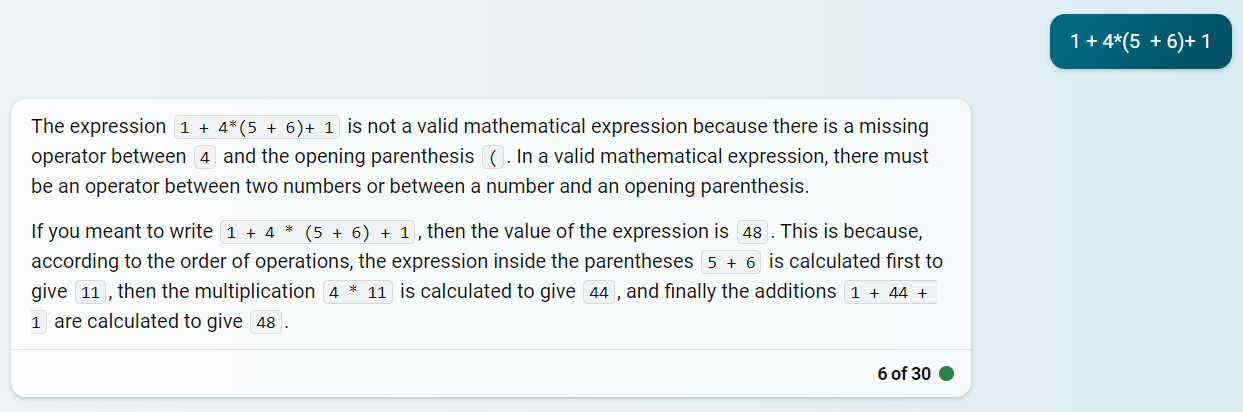 1 + 4*(5 + 6)+ 1
The expression 1 + 4*(5 + 6)+ 1 is not a valid mathematical expression because there is a missing
operator between 4 and the opening parenthesis (. In a valid mathematical expression, there must
be an operator between two numbers or between a number and an opening parenthesis.
If you meant to write 1 + 4 * (5 + 6) + 1, then the value of the expression is 48. This is because,
according to the order of operations, the expression inside the parentheses 5 + 6 is calculated first to
give 11, then the multiplication 4 * 11 is calculated to give 44, and finally the additions 1 + 44 +
1 are calculated to give 48.
6 of 30